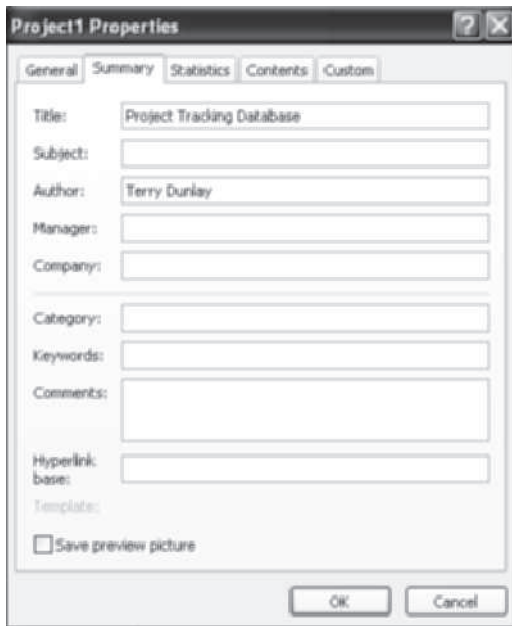 Project1 Properties
General Summary Statistics Contents Custom
Title: Project Tracking Database
Subject:
Author: Terry Dunlay
Manager:
Company:
Category:
Keywords:
Comments:
Hyperlink
base:
Template:
Save preview picture
OK Cancel